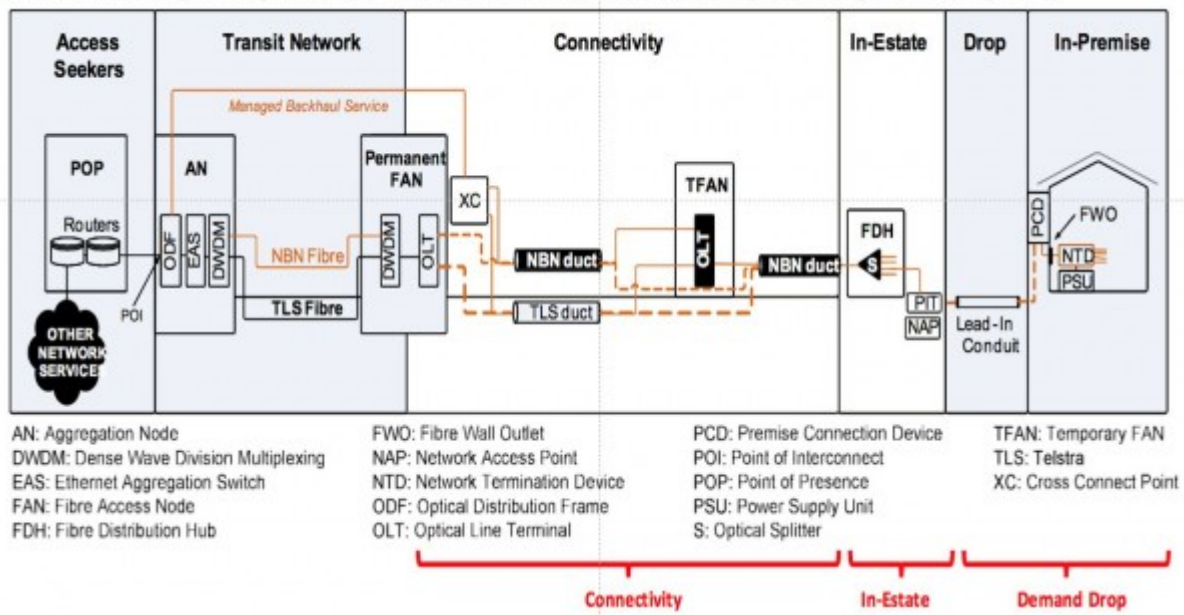 Access Seekers
Transit Network
Connectivity
In-Estate
Drop
In-Premise
Managed Backhaul Service
POP
Routers
OTHER
NETWORK
SERVICES
POI
AN
ODF
EAS
DWDM
NBN Fibre
TLS Fibre
Permanent
FAN
DWDM
OLT
XC
NBN duct
TLS duct
TFAN
OLT
NBN duct
FDH
S
PIT
NAP
Lead-In
Conduit
PCD
FWO
NTD
PSU
AN: Aggregation Node
DWDM: Dense Wave Division Multiplexing
EAS: Ethernet Aggregation Switch
FAN: Fibre Access Node
FDH: Fibre Distribution Hub
FWO: Fibre Wall Outlet
NAP: Network Access Point
NTD: Network Termination Device
ODF: Optical Distribution Frame
OLT: Optical Line Terminal
PCD: Premise Connection Device
POI: Point of Interconnect
POP: Point of Presence
PSU: Power Supply Unit
S: Optical Splitter
TFAN: Temporary FAN
TLS: Telstra
XC: Cross Connect Point
Connectivity
In-Estate
Demand Drop